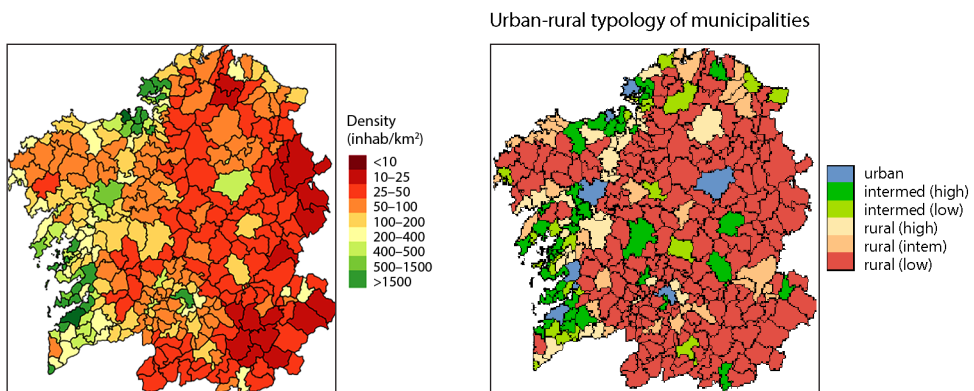 Urban-rural typology of municipalities
Density
(inhab/km²)
<10
10–25
25–50
50–100
100–200
200–400
400–500
500–1500
>1500
urban
intermed (high)
intermed (low)
rural (high)
rural (intem)
rural (low)